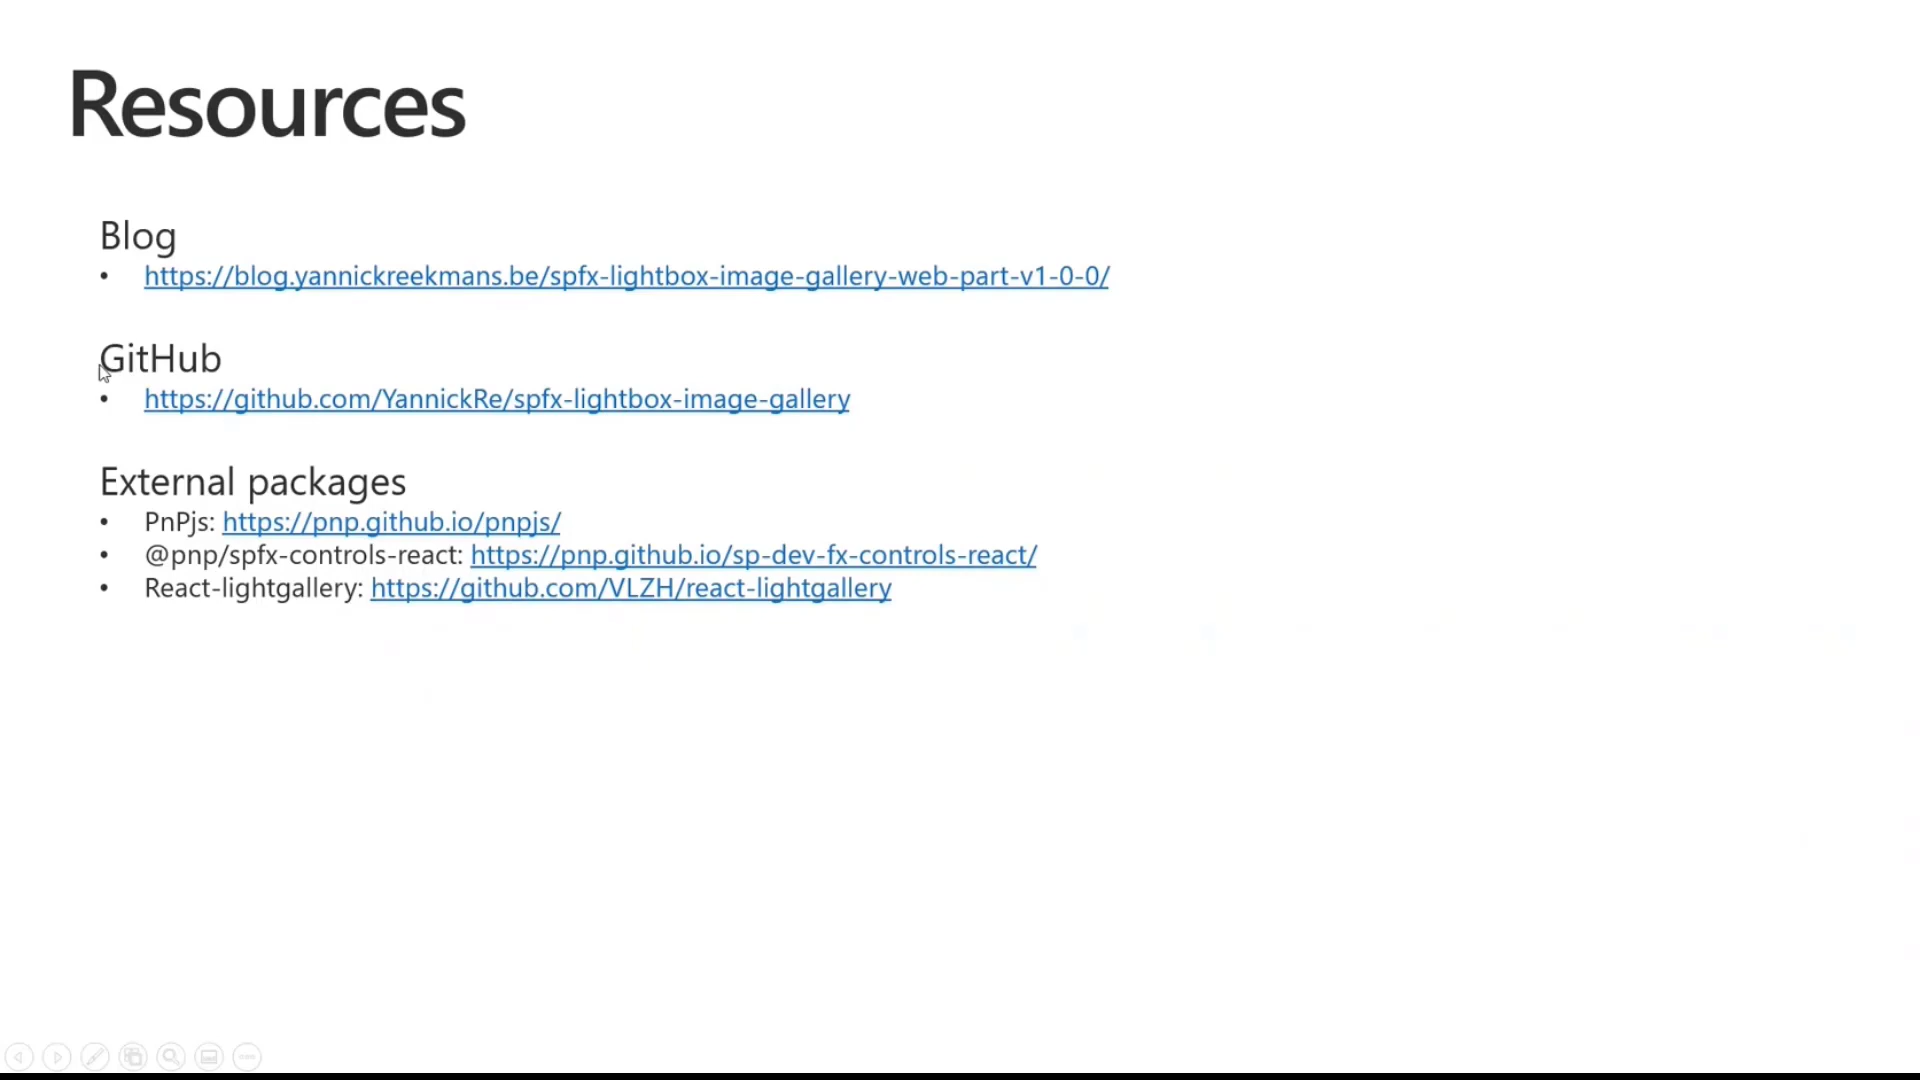 Resources
Blog
• https://blog.yannickreekmans.be/spfx-lightbox-image-gallery-web-part-v1-0-0/
GitHub
• https://github.com/YannickRe/spfx-lightbox-image-gallery
External packages
• PnPjs: https://pnp.github.io/pnpjs/
• @pnp/spfx-controls-react: https://pnp.github.io/sp-dev-fx-controls-react/
• React-lightgallery: https://github.com/VLZH/react-lightgallery